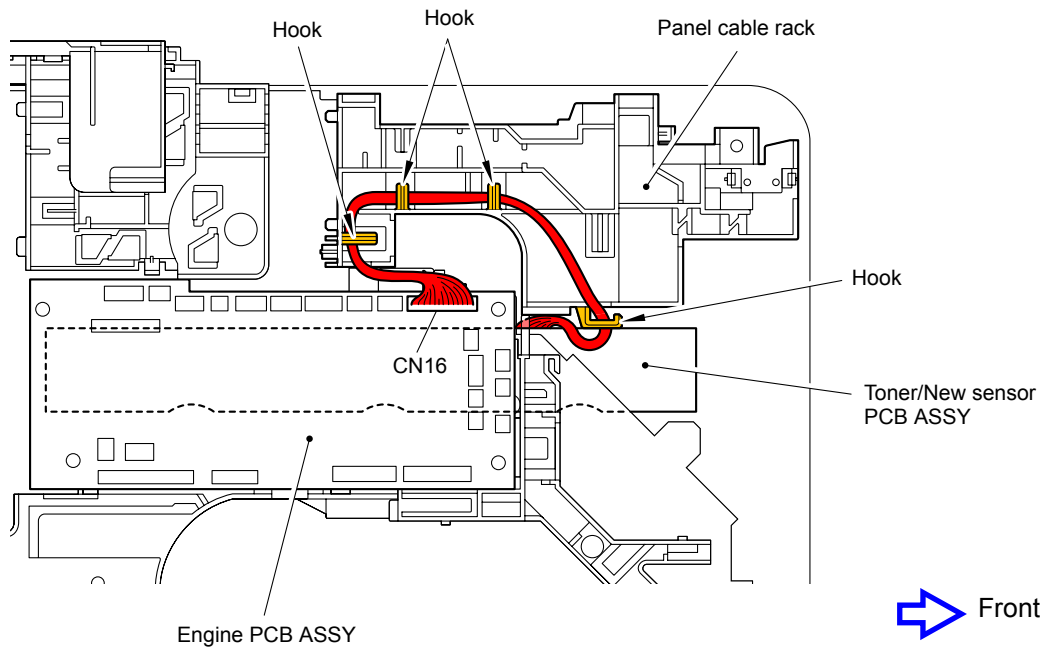 Hook
Hook
Panel cable rack
Hook
CN16
Toner/New sensor
PCB ASSY
Front
Engine PCB ASSY